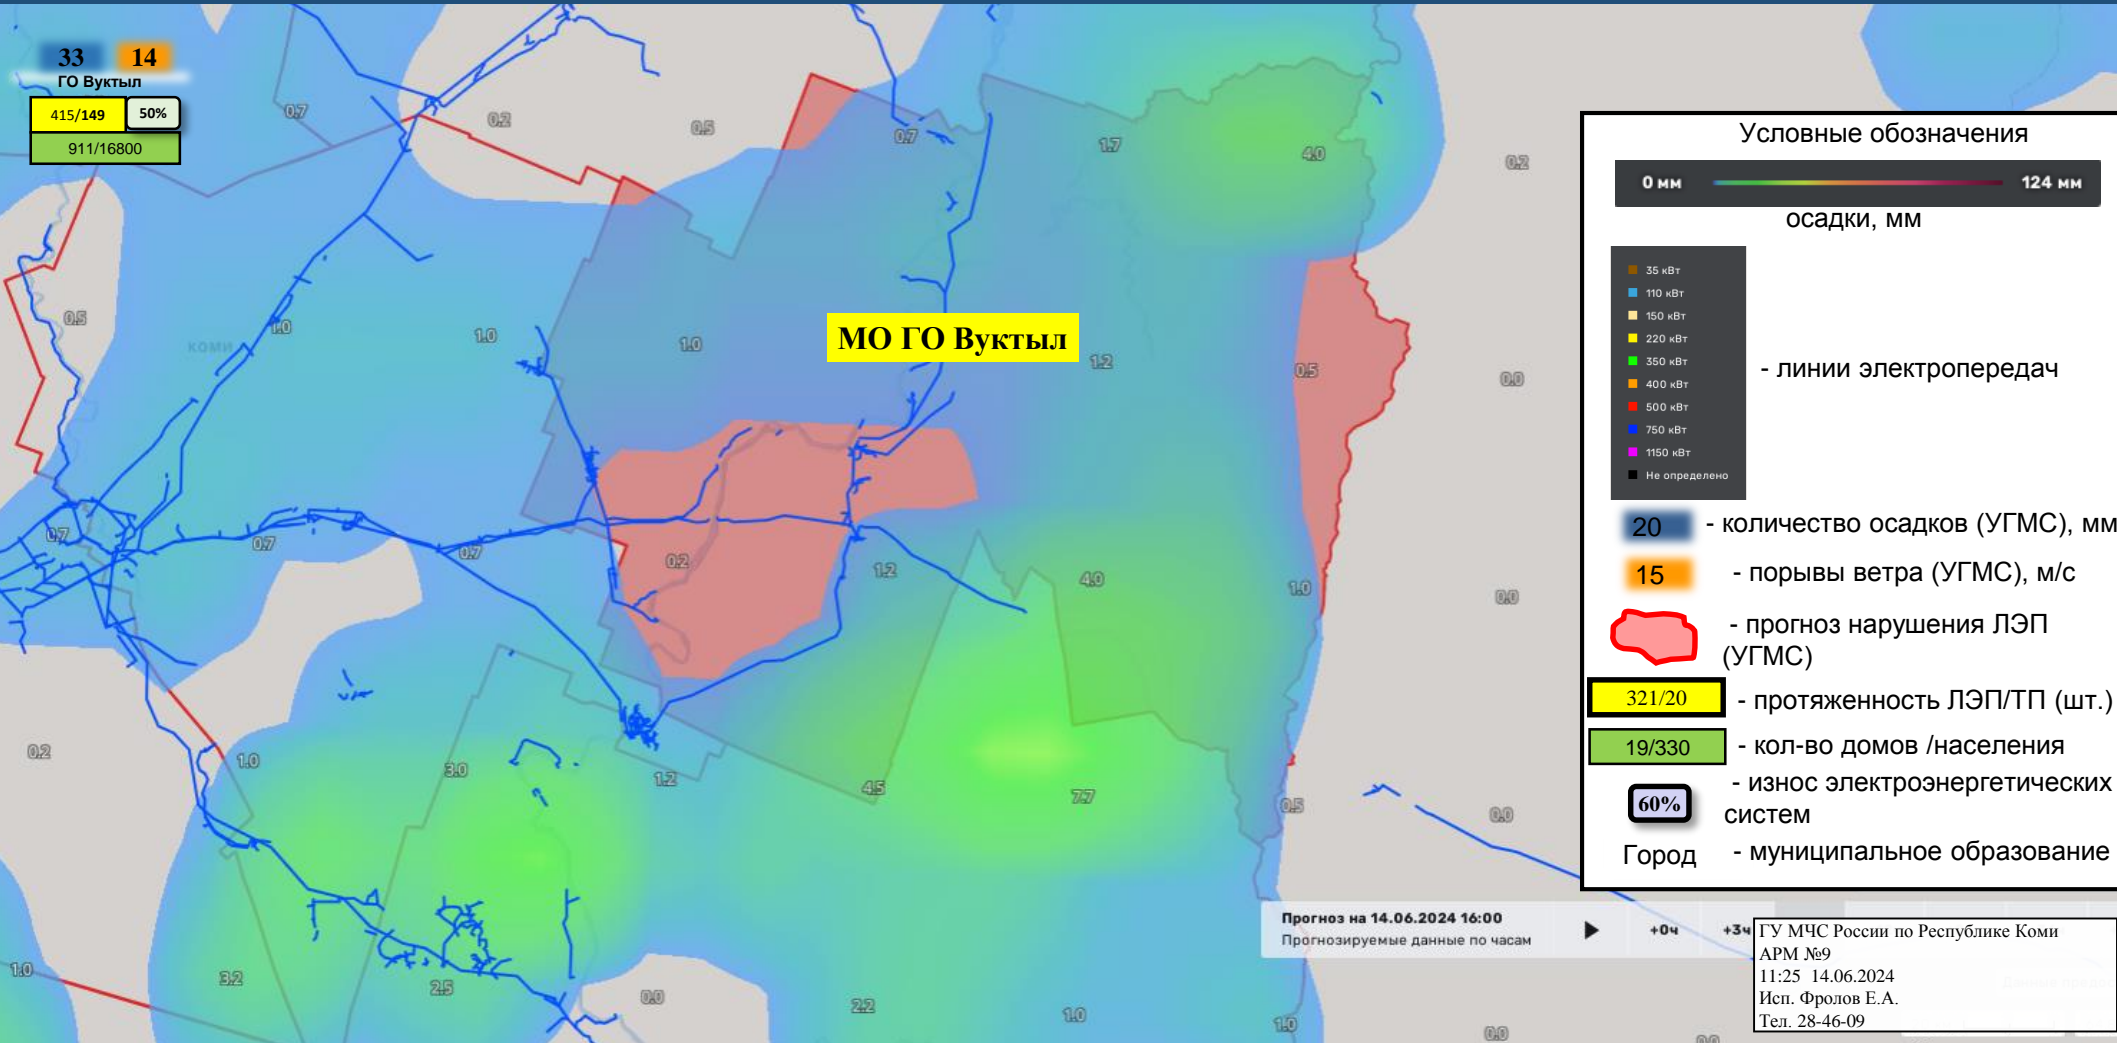 33 14
ГО Вуктыл
415/149 50%
911/16800
0.7
0.2
0.5
0.7
1.7
4.0
0.2
0.5
КОМИ
1.0
1.0
1.0
МО ГО Вуктыл
1.2
0.5
0.0
0.7
0.7
0.7
0.2
1.2
4.0
1.0
0.0
0.2
1.0
3.0
1.2
4.5
7.7
0.5
0.0
1.0
3.2
2.5
0.0
2.2
1.0
1.0
0.0
0.0
Условные обозначения
0 мм 124 мм
осадки, мм
35 кВт
110 кВт
150 кВт
220 кВт
350 кВт
400 кВт
500 кВт
750 кВт
1150 кВт
Не определено
- линии электропередач
20 - количество осадков (УГМС), мм
15 - порывы ветра (УГМС), м/с
- прогноз нарушения ЛЭП
(УГМС)
321/20 - протяженность ЛЭП/ТП (шт.)
19/330 - кол-во домов /населения
60% - износ электроэнергетических
систем
Город - муниципальное образование
Прогноз на 14.06.2024 16:00
Прогнозируемые данные по часам
+0ч +3ч
ГУ МЧС России по Республике Коми
АРМ №9
11:25 14.06.2024
Исп. Фролов Е.А.
Тел. 28-46-09